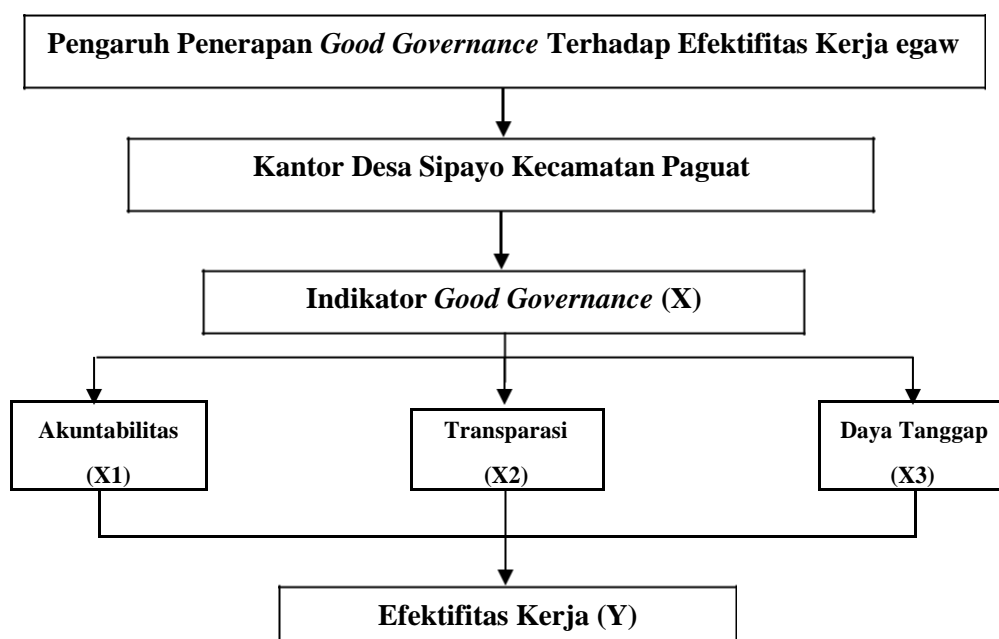 Pengaruh Penerapan Good Governance Terhadap Efektifitas Kerja egaw
Kantor Desa Sipayo Kecamatan Paguat
Indikator Good Governance (X)
Akuntabilitas
(X1)
Transparasi
(X2)
Daya Tanggap
(X3)
Efektifitas Kerja (Y)